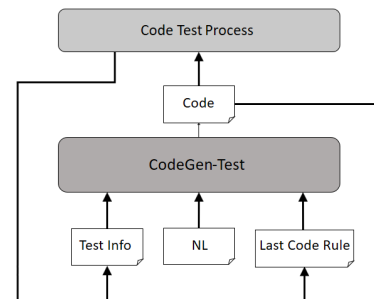 Code Test Process
Code
CodeGen-Test
Test Info
NL
Last Code Rule